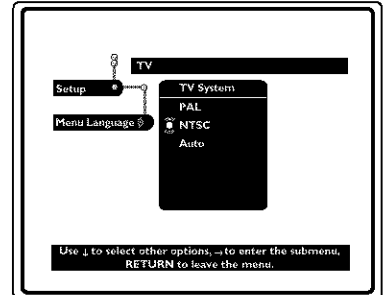 TV
Setup
TV System
PAL
Menu Language
NTSC
Auto
Use ↓ to select other options, → to enter the submenu,
RETURN to leave the menu.